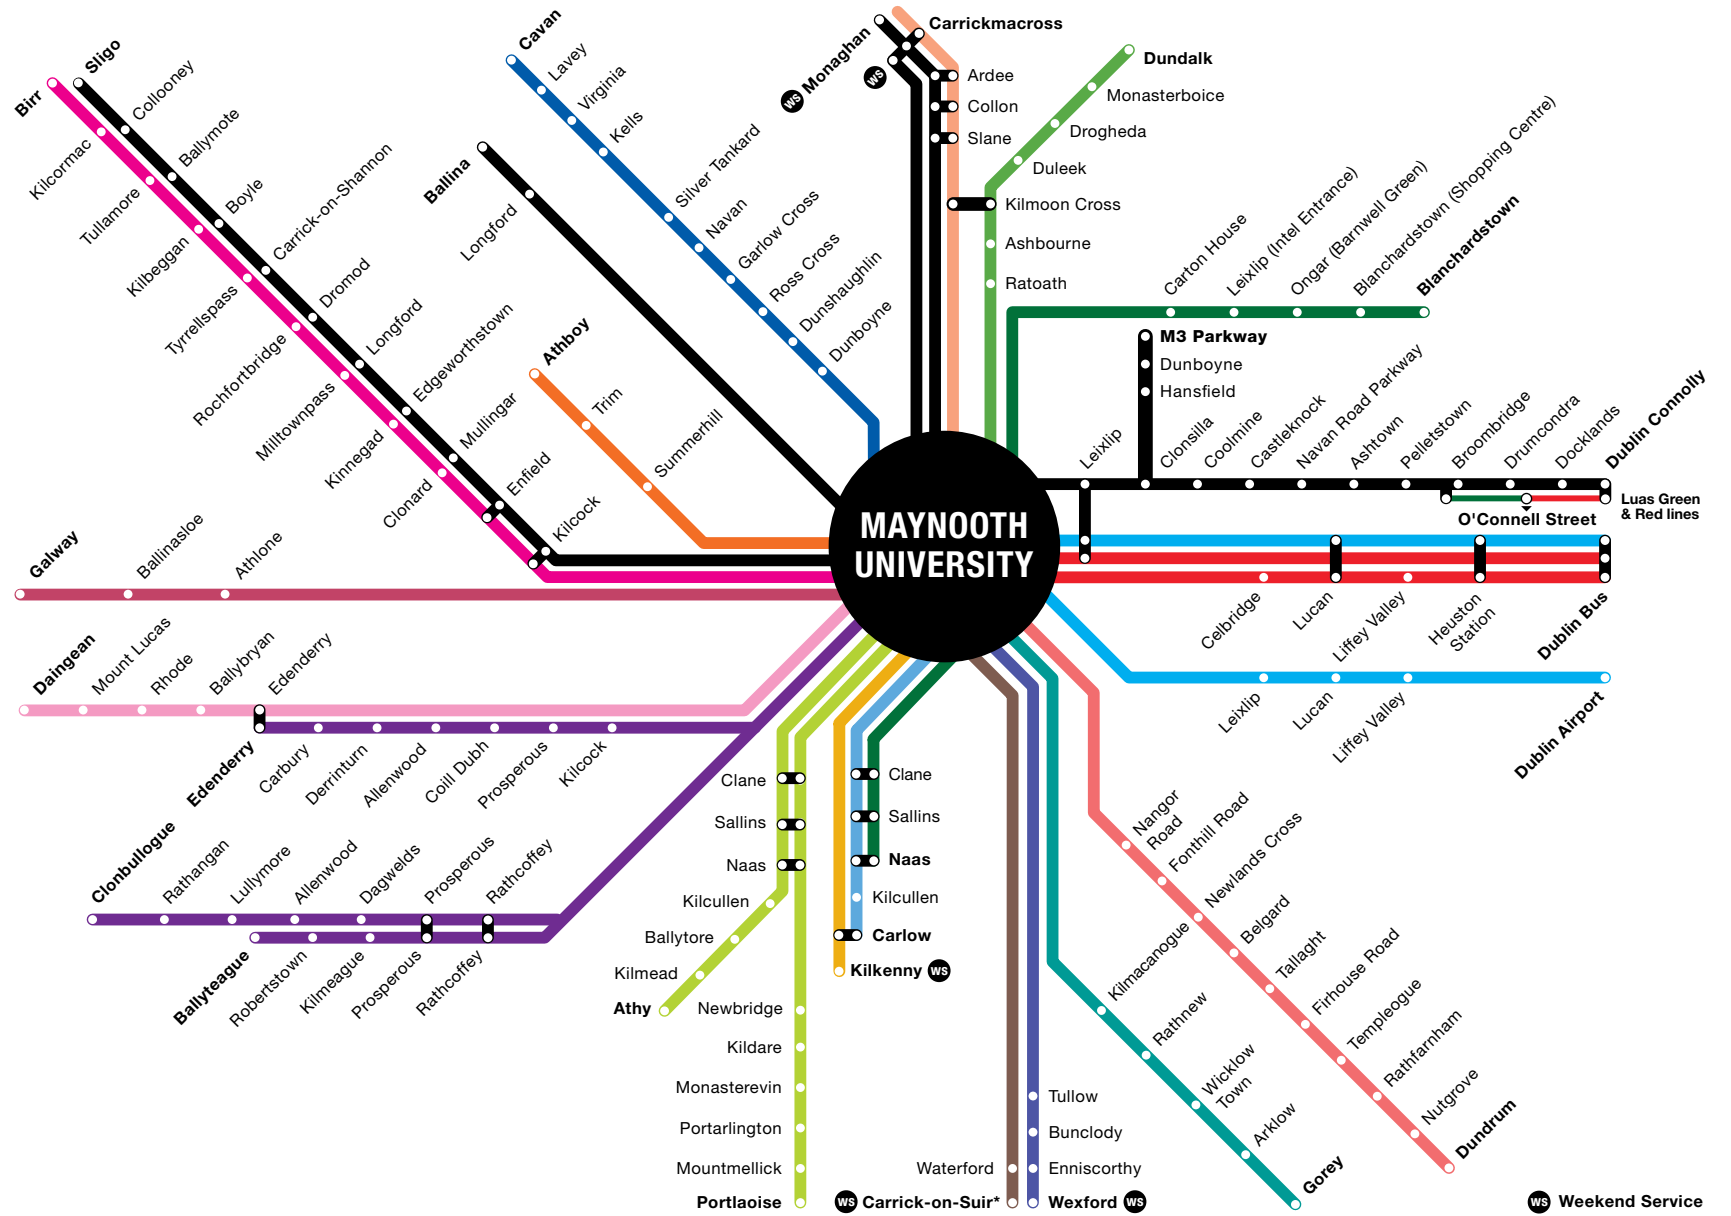 Sligo
Collooney
Ballymote
Boyle
Carrick-on-Shannon
Dromod
Longford
Edgeworthstown
Mullingar
Enfield
Kilcock
Birr
Kilcormac
Tullamore
Kilbeggan
Tyrrellspass
Rochfortbridge
Milltownpass
Kinnegad
Clonard
Ballina
Longford
Cavan
Lavey
Virginia
Kells
Silver Tankard
Navan
Garlow Cross
Ross Cross
Dunshaughlin
Dunboyne
Athboy
Trim
Summerhill
WS Monaghan
WS
Carrickmacross
Ardee
Collon
Slane
Dundalk
Monasterboice
Drogheda
Duleek
Kilmoon Cross
Ashbourne
Ratoath
Carton House
Leixlip (Intel Entrance)
Ongar (Barnwell Green)
Blanchardstown (Shopping Centre)
Blanchardstown
M3 Parkway
Dunboyne
Hansfield
Leixlip
Clonsilla
Coolmine
Castleknock
Navan Road Parkway
Ashtown
Pelletstown
Broombridge
Drumcondra
Docklands
Dublin Connolly
Luas Green
& Red lines
O'Connell Street
MAYNOOTH
UNIVERSITY
Celbridge
Lucan
Liffey Valley
Heuston
Station
Dublin Bus
Leixlip
Lucan
Liffey Valley
Dublin Airport
Galway
Ballinasloe
Athlone
Daingean
Mount Lucas
Rhode
Ballybryan
Edenderry
Edenderry
Carbury
Derrinturn
Allenwood
Coill Dubh
Prosperous
Kilcock
Clonbullogue
Rathangan
Lullymore
Allenwood
Dagwelds
Prosperous
Rathcoffey
Ballyteague
Robertstown
Kilmeague
Prosperous
Rathcoffey
Clane
Sallins
Naas
Kilcullen
Ballytore
Kilmead
Athy
Newbridge
Kildare
Monasterevin
Portarlington
Mountmellick
Portlaoise
Clane
Sallins
Naas
Kilcullen
Carlow
Kilkenny WS
Waterford
WS Carrick-on-Suir*
Tullow
Bunclody
Enniscorthy
Wexford WS
Kilmacanogue
Rathnew
Wicklow
Town
Arklow
Gorey
Nangor
Road
Fonthill Road
Newlands Cross
Belgard
Tallaght
Firhouse Road
Templeogue
Rathfarnham
Nutgrove
Dundrum
WS Weekend Service